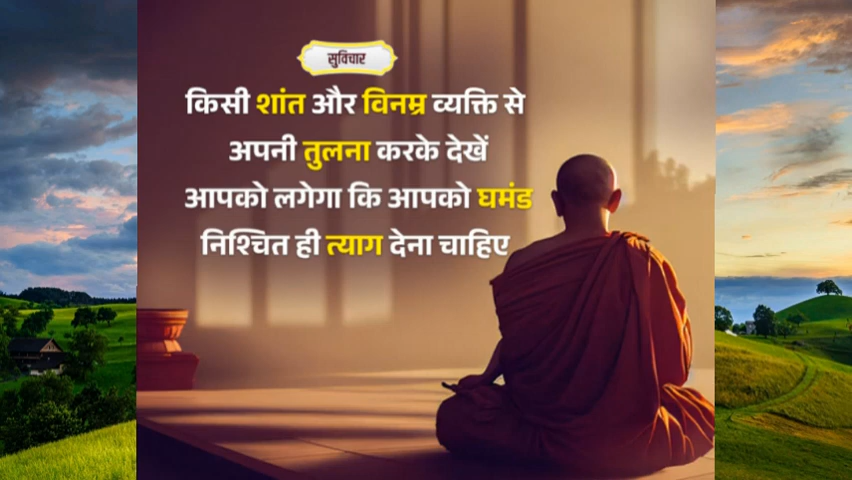 सुविचार
किसी शांत और विनम्र व्यक्ति से
अपनी तुलना करके देखें
आपको लगेगा कि आपको घमंड
निश्चित ही त्याग देना चाहिए